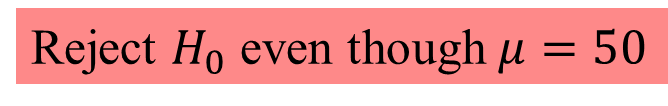 Reject H₀ even though μ = 50